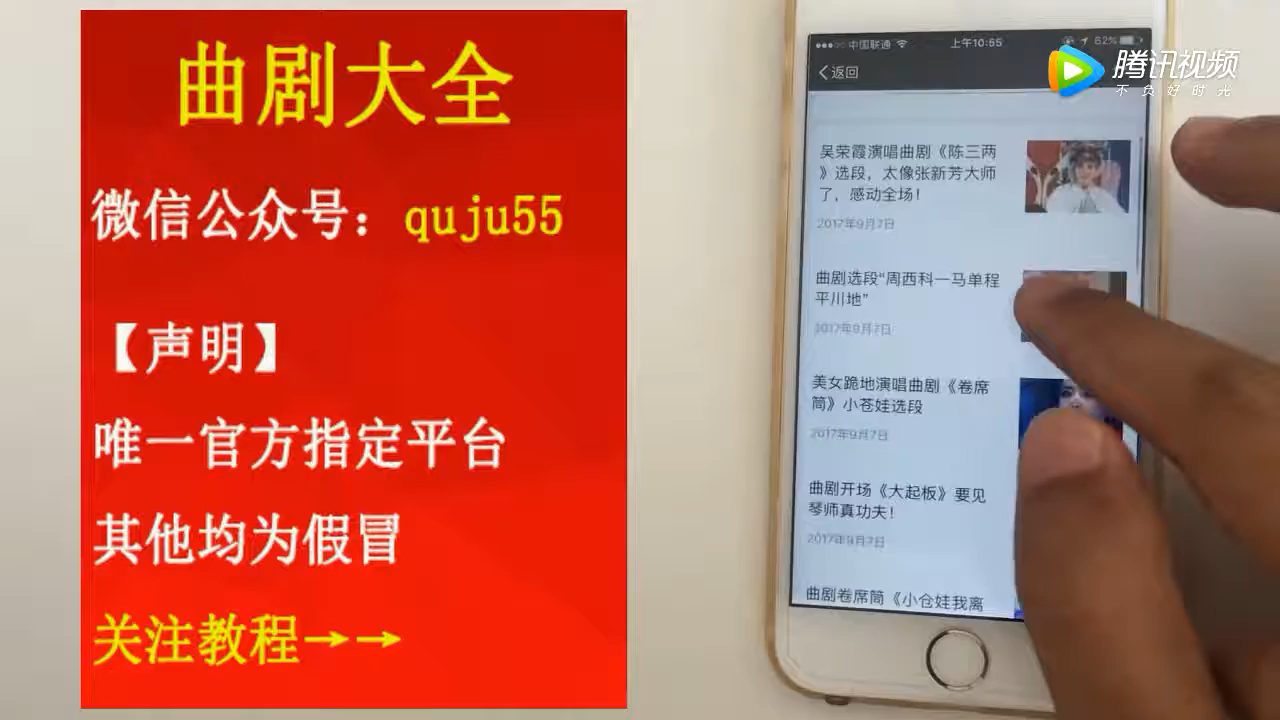 曲剧大全
微信公众号：quju55
【声明】
唯一官方指定平台
其他均为假冒
关注教程→→
中国联通
上午10:55
62%
返回
腾讯视频
不负好时光
吴荣霞演唱曲剧《陈三两
》选段，太像张新芳大师
了，感动全场！
2017年9月7日
曲剧选段“周西科一马单程
平川地”
2017年9月7日
美女跪地演唱曲剧《卷席
筒》小苍娃选段
2017年9月7日
曲剧开场《大起板》要见
琴师真功夫！
2017年9月7日
曲剧卷席筒《小仓娃我离